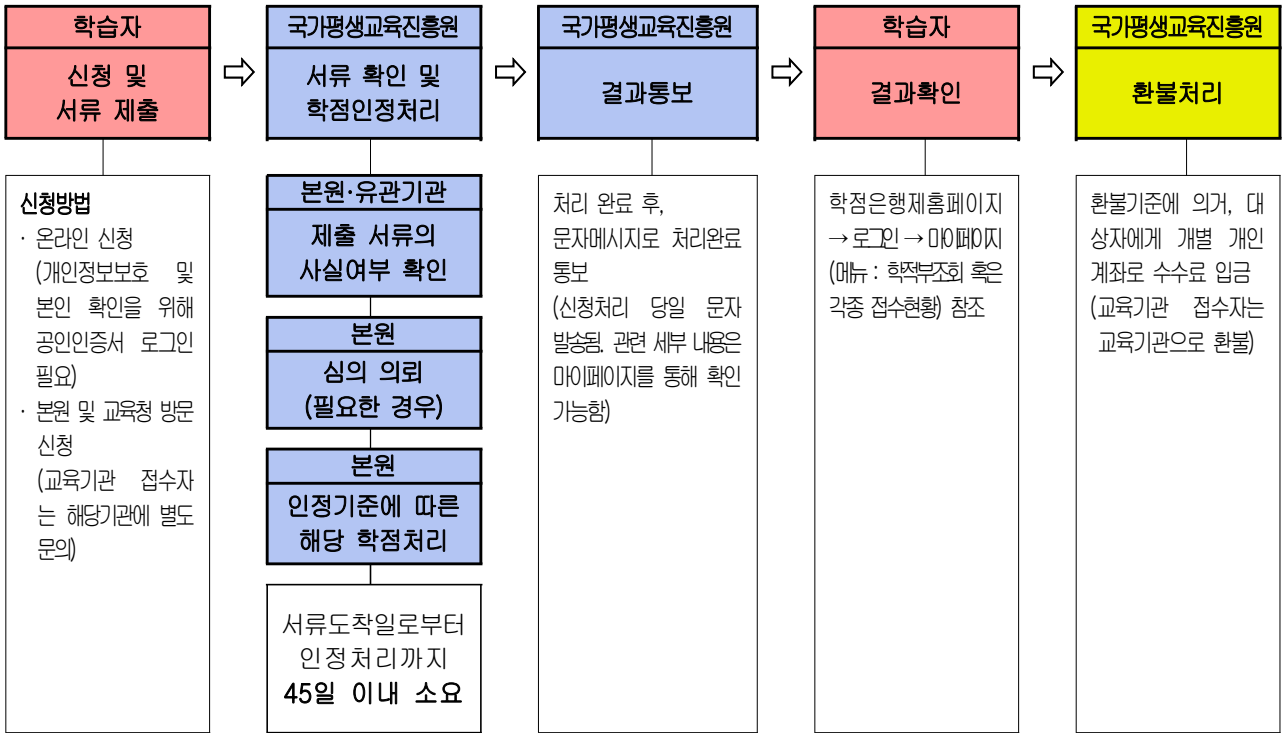 학습자
신청 및
서류 제출
국가평생교육진흥원
서류 확인 및
학점인정처리
국가평생교육진흥원
결과통보
학습자
결과확인
국가평생교육진흥원
환불처리
신청방법
· 온라인 신청
(개인정보보호 및
본인 확인을 위해
공인인증서 로그인
필요)
· 본원 및 교육청 방문
신청
(교육기관 접수자
는 해당기관에 별도
문의)
본원·유관기관
제출 서류의
사실여부 확인
본원
심의 의뢰
(필요한 경우)
본원
인정기준에 따른
해당 학점처리
서류도착일로부터
인정처리까지
45일 이내 소요
처리 완료 후,
문자메시지로 처리완료
통보
(신청처리 당일 문자
발송됨. 관련 세부 내용은
마이페이지를 통해 확인
가능함)
학점은행제홈페이지
→ 로그인 → 마이페이지
(메뉴 : 학적부조회 혹은
각종 접수현황) 참조
환불기준에 의거, 대
상자에게 개별 개인
계좌로 수수료 입금
(교육기관 접수자는
교육기관으로 환불)